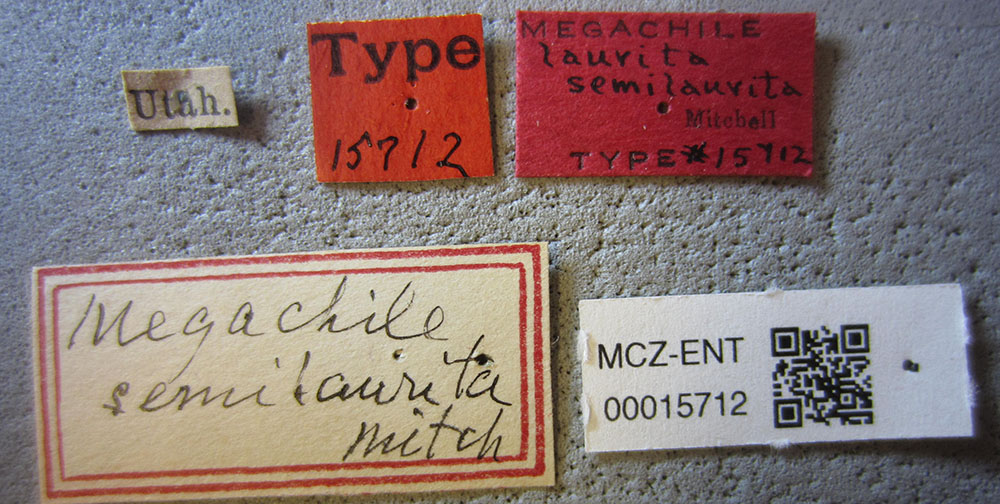 Utah.
Type
15712
MEGACHILE
laurita
semilaurita
Mitchell
TYPE # 15712
Megachile
semilaurita
mitch
MCZ-ENT
00015712